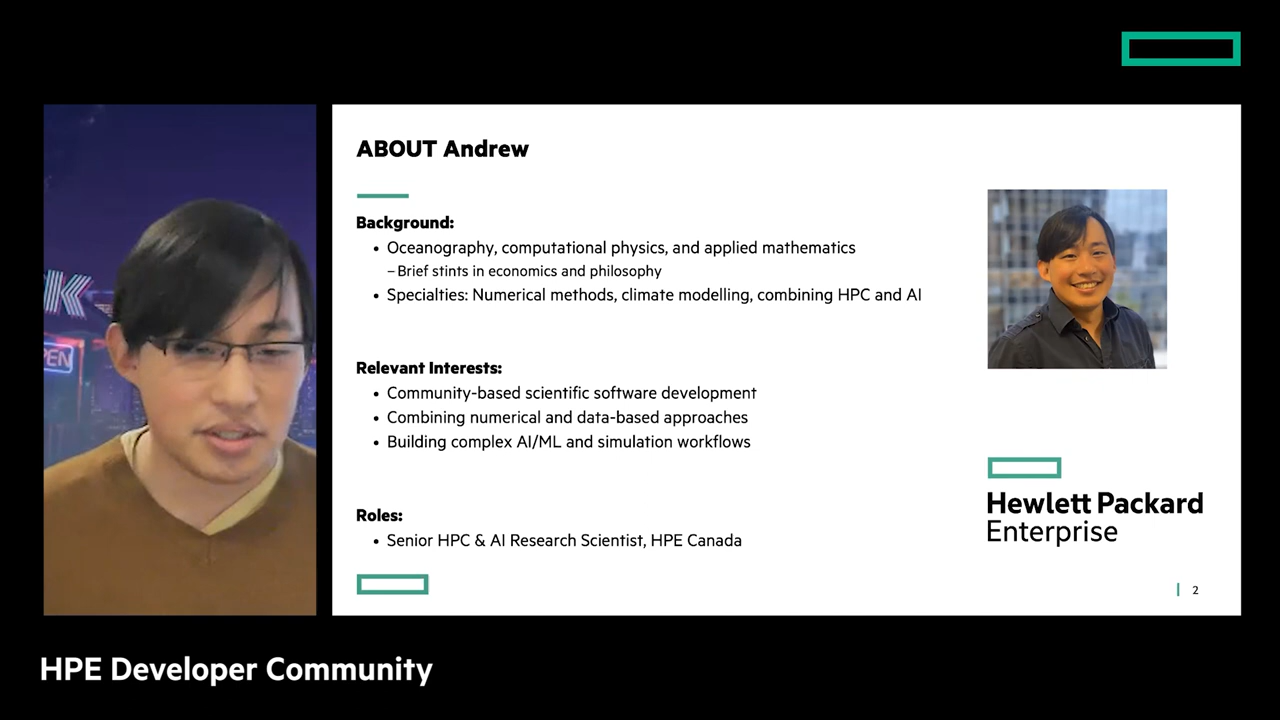 ABOUT Andrew
Background:
• Oceanography, computational physics, and applied mathematics
– Brief stints in economics and philosophy
• Specialties: Numerical methods, climate modelling, combining HPC and AI
Relevant Interests:
• Community-based scientific software development
• Combining numerical and data-based approaches
• Building complex AI/ML and simulation workflows
Roles:
• Senior HPC & AI Research Scientist, HPE Canada
Hewlett Packard
Enterprise
2
HPE Developer Community